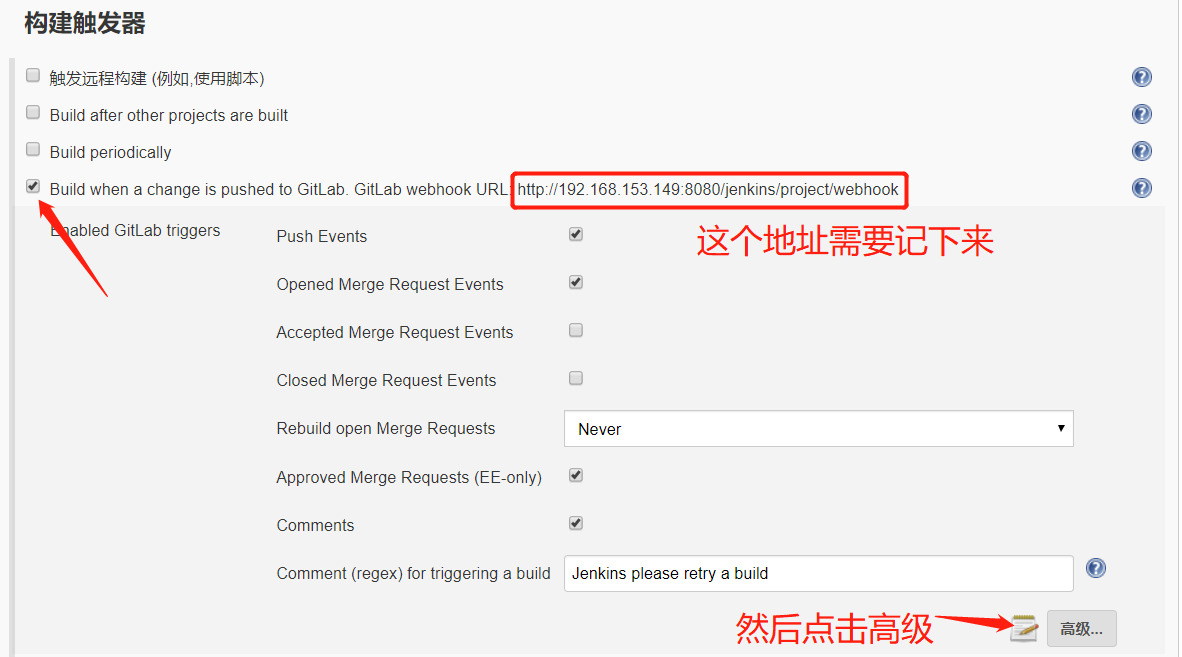 构建触发器
触发远程构建 (例如,使用脚本)
Build after other projects are built
Build periodically
Build when a change is pushed to GitLab. GitLab webhook URL: http://192.168.153.149:8080/jenkins/project/webhook
Enabled GitLab triggers
Push Events
这个地址需要记下来
Opened Merge Request Events
Accepted Merge Request Events
Closed Merge Request Events
Rebuild open Merge Requests
Never
Approved Merge Requests (EE-only)
Comments
Comment (regex) for triggering a build
Jenkins please retry a build
然后点击高级
高级...